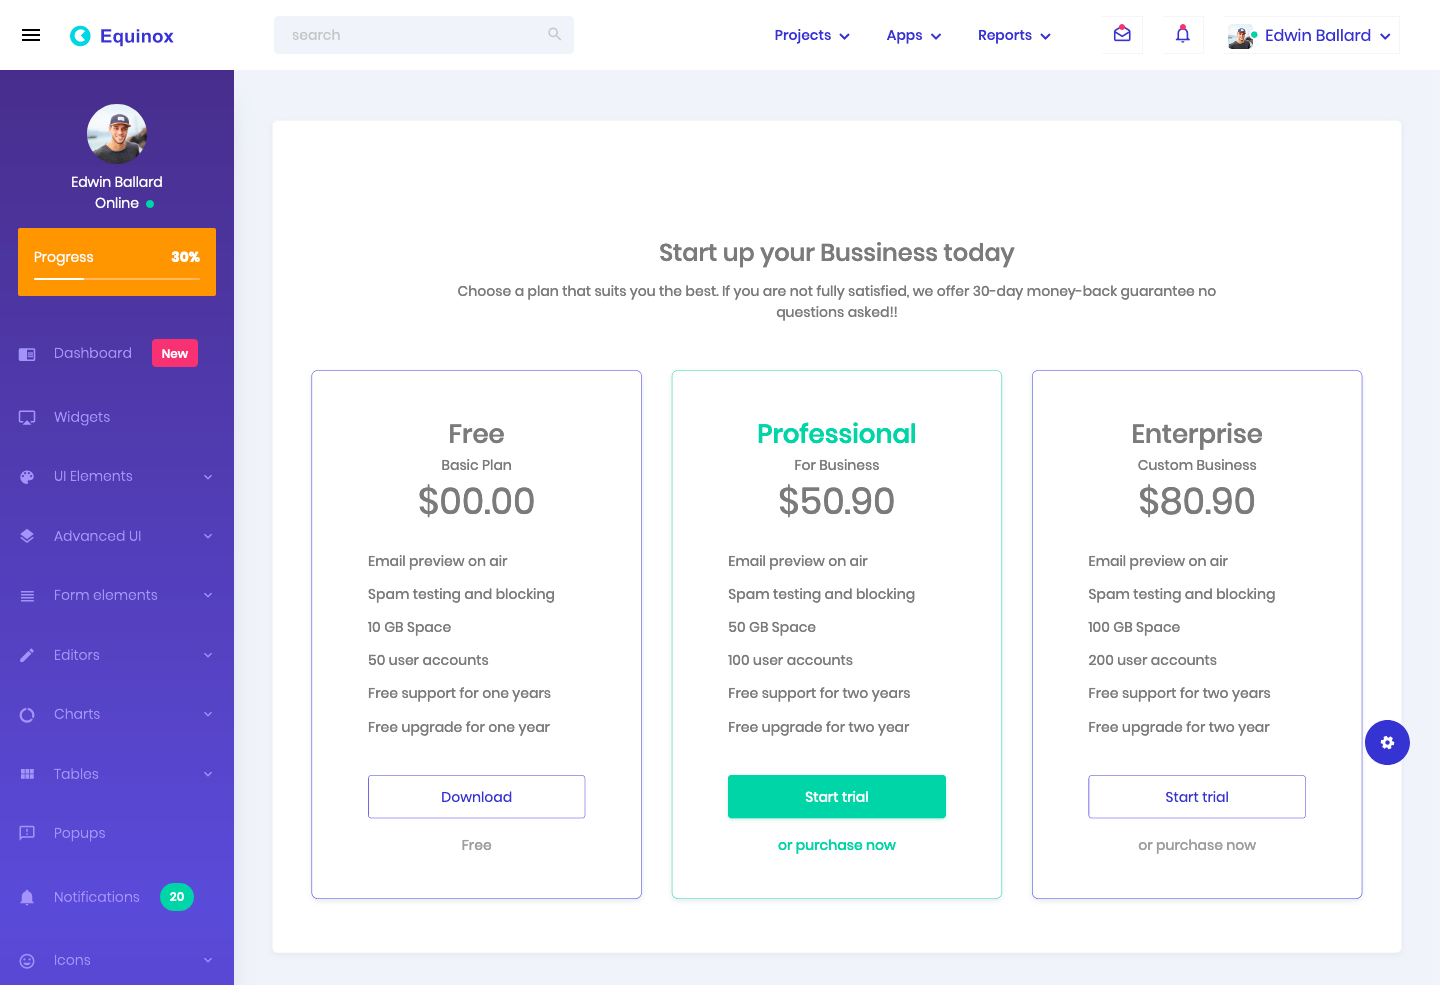 Equinox
search
Projects
Apps
Reports
Edwin Ballard
Edwin Ballard
Online
Progress 30%
Dashboard New
Widgets
UI Elements
Advanced UI
Form elements
Editors
Charts
Tables
Popups
Notifications 20
Icons
Start up your Bussiness today
Choose a plan that suits you the best. If you are not fully satisfied, we offer 30-day money-back guarantee no
questions asked!!
Free
Basic Plan
$00.00
Email preview on air
Spam testing and blocking
10 GB Space
50 user accounts
Free support for one years
Free upgrade for one year
Download
Free
Professional
For Business
$50.90
Email preview on air
Spam testing and blocking
50 GB Space
100 user accounts
Free support for two years
Free upgrade for two year
Start trial
or purchase now
Enterprise
Custom Business
$80.90
Email preview on air
Spam testing and blocking
100 GB Space
200 user accounts
Free support for two years
Free upgrade for two year
Start trial
or purchase now